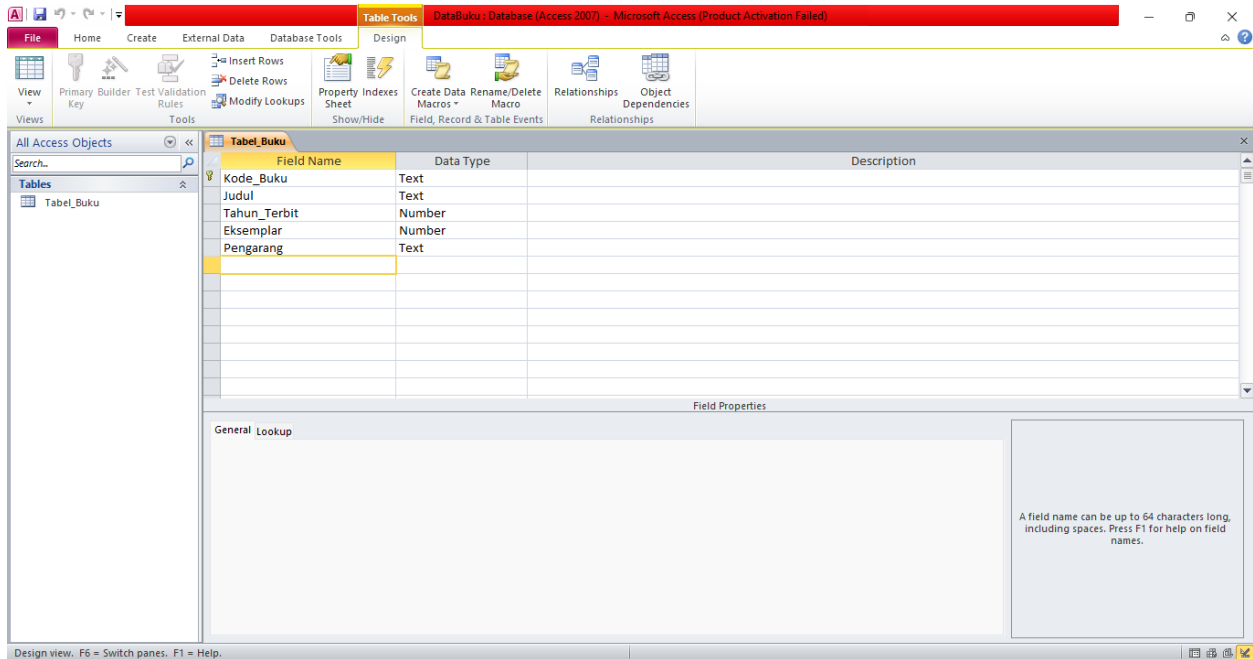 Table Tools DataBuku : Database (Access 2007) - Microsoft Access (Product Activation Failed)
File Home Create External Data Database Tools Design
View
Primary Key
Builder
Test Validation Rules
Insert Rows
Delete Rows
Modify Lookups
Property Sheet
Indexes
Create Data Macros
Rename/Delete Macro
Relationships
Object Dependencies
Views Tools Show/Hide Field, Record & Table Events Relationships
All Access Objects
Search...
Tables
Tabel_Buku
Tabel_Buku
Field Name Data Type Description
Kode_Buku Text
Judul Text
Tahun_Terbit Number
Eksemplar Number
Pengarang Text
Field Properties
General Lookup
A field name can be up to 64 characters long,
including spaces. Press F1 for help on field
names.
Design view. F6 = Switch panes. F1 = Help.